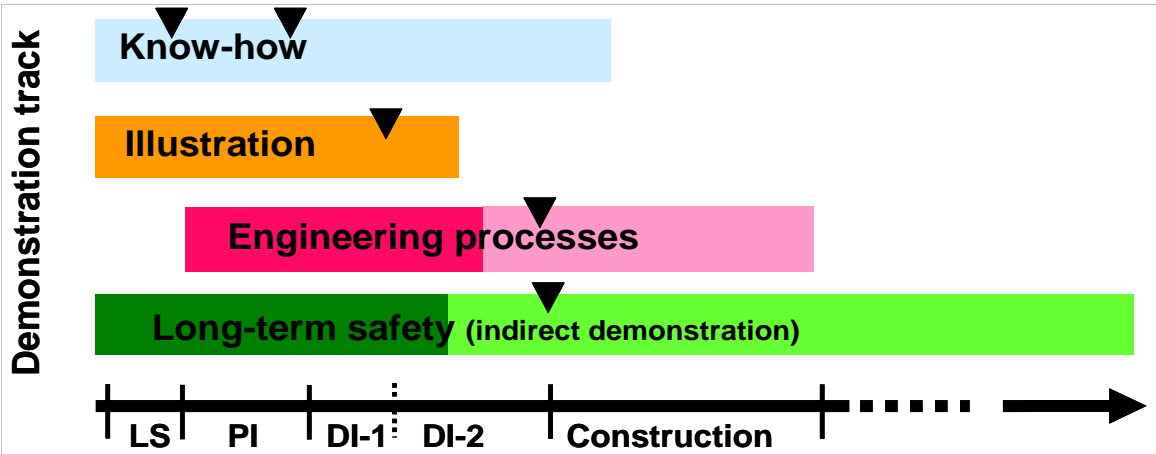 Demonstration track
Know-how
Illustration
Engineering processes
Long-term safety (indirect demonstration)
LS PI DI-1 DI-2 Construction